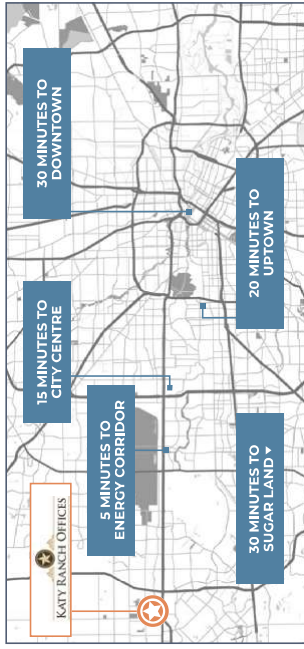 KATY RANCH OFFICES
5 MINUTES TO
ENERGY CORRIDOR
15 MINUTES TO
CITY CENTRE
30 MINUTES TO
DOWNTOWN
30 MINUTES TO
SUGAR LAND▼
20 MINUTES TO
UPTOWN